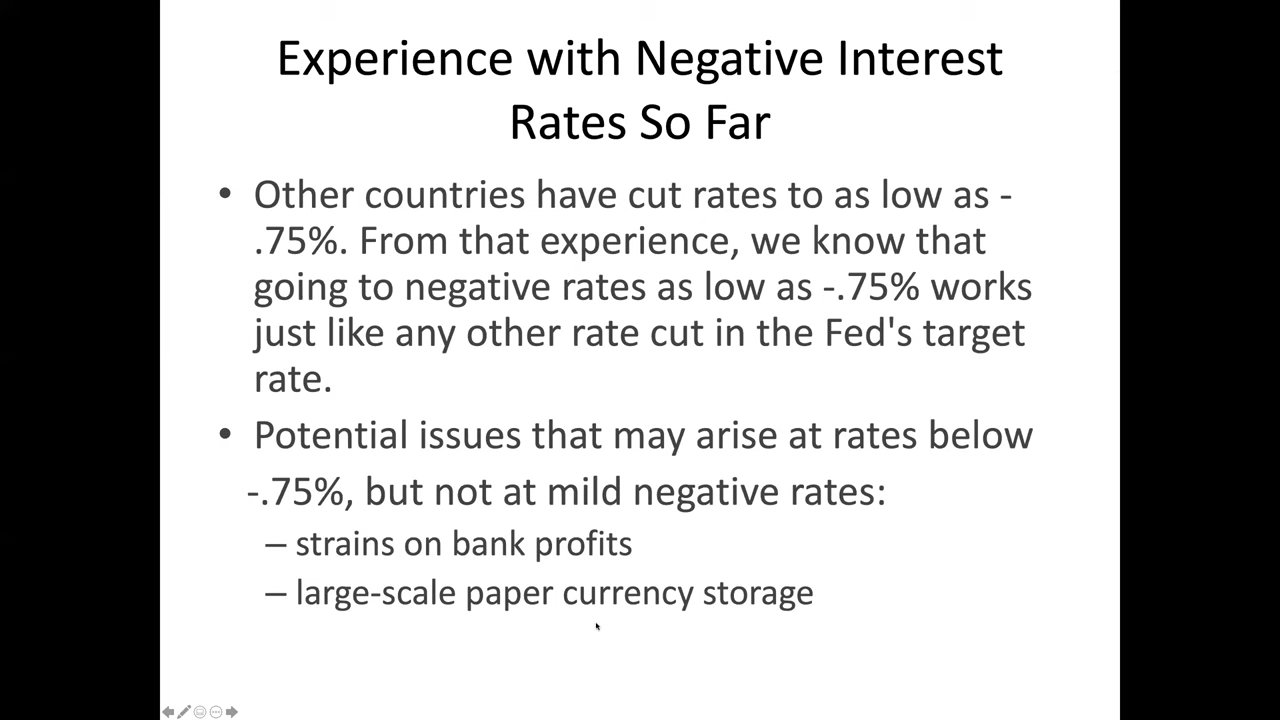 Experience with Negative Interest
Rates So Far
• Other countries have cut rates to as low as -
.75%. From that experience, we know that
going to negative rates as low as -.75% works
just like any other rate cut in the Fed's target
rate.
• Potential issues that may arise at rates below
-.75%, but not at mild negative rates:
– strains on bank profits
– large-scale paper currency storage